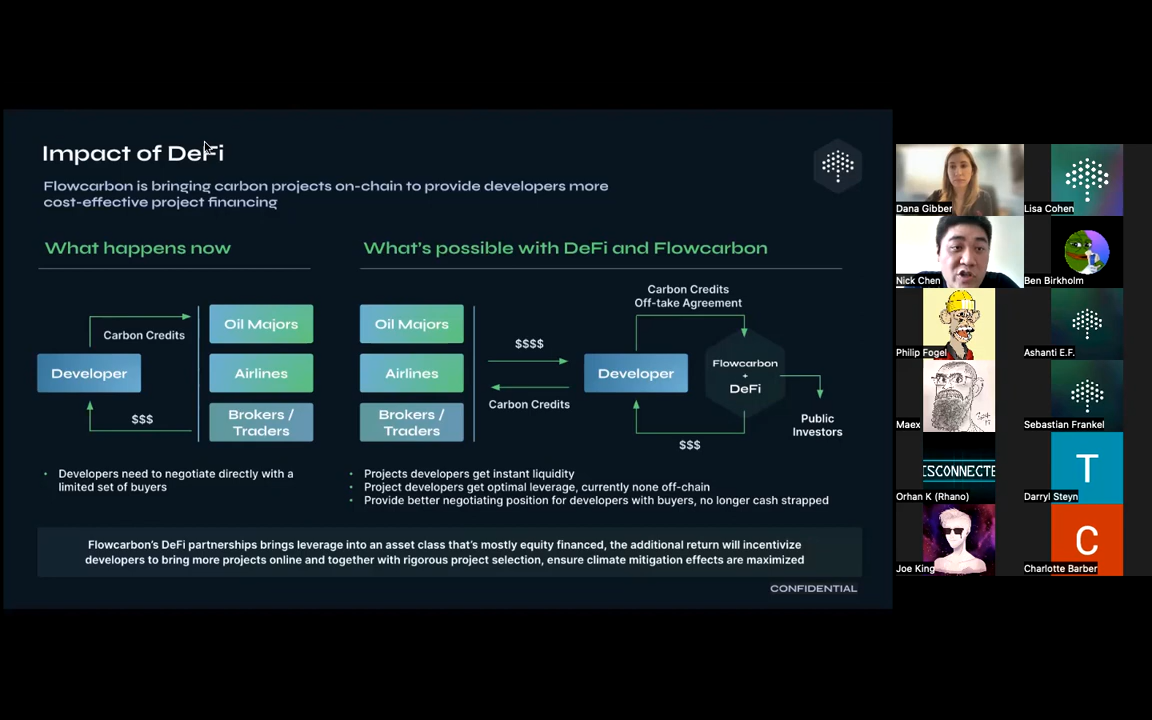 Impact of DeFi
Flowcarbon is bringing carbon projects on-chain to provide developers more
cost-effective project financing
What happens now
Carbon Credits
Developer
$$$
Oil Majors
Airlines
Brokers /
Traders
• Developers need to negotiate directly with a
limited set of buyers
What's possible with DeFi and Flowcarbon
Oil Majors
Airlines
Brokers /
Traders
$$$$
Carbon Credits
Developer
Carbon Credits
Off-take Agreement
Flowcarbon
+
DeFi
$$$
Public
Investors
• Projects developers get instant liquidity
• Project developers get optimal leverage, currently none off-chain
• Provide better negotiating position for developers with buyers, no longer cash strapped
Flowcarbon's DeFi partnerships brings leverage into an asset class that's mostly equity financed, the additional return will incentivize
developers to bring more projects online and together with rigorous project selection, ensure climate mitigation effects are maximized
CONFIDENTIAL
Dana Gibber
Lisa Cohen
Nick Chen
Ben Birkholm
Philip Fogel
Ashanti E.F.
Maex
Sebastian Frankel
ISCONNECTE
Orhan K (Rhano)
T
Darryl Steyn
Joe King
C
Charlotte Barber